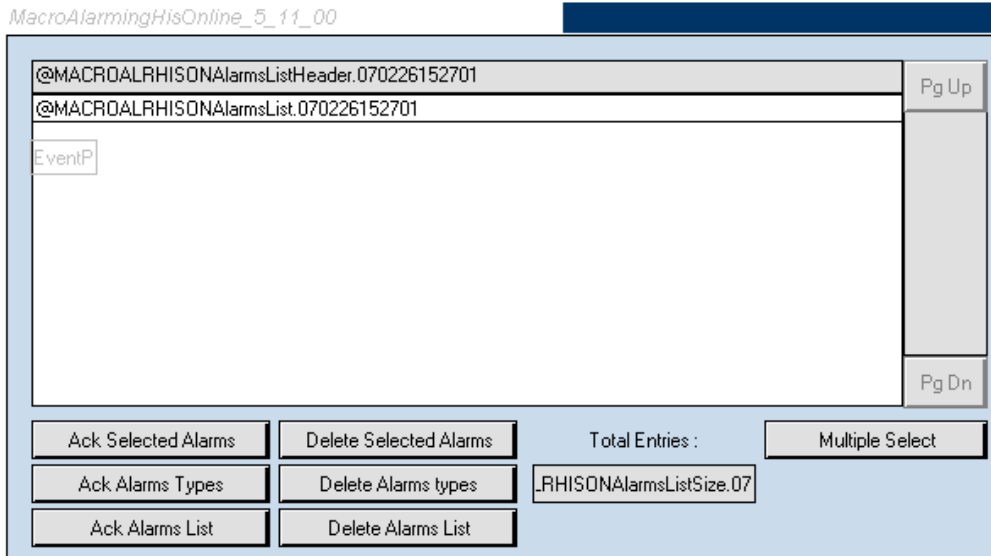 MacroAlarmingHisOnline_5_11_00
@MACROALRHISONAlarmsListHeader.070226152701
Pg Up
@MACROALRHISONAlarmsList.070226152701
EventP
Pg Dn
Ack Selected Alarms
Delete Selected Alarms
Total Entries :
Multiple Select
Ack Alarms Types
Delete Alarms types
_RHISONAlarmsListSize.07
Ack Alarms List
Delete Alarms List